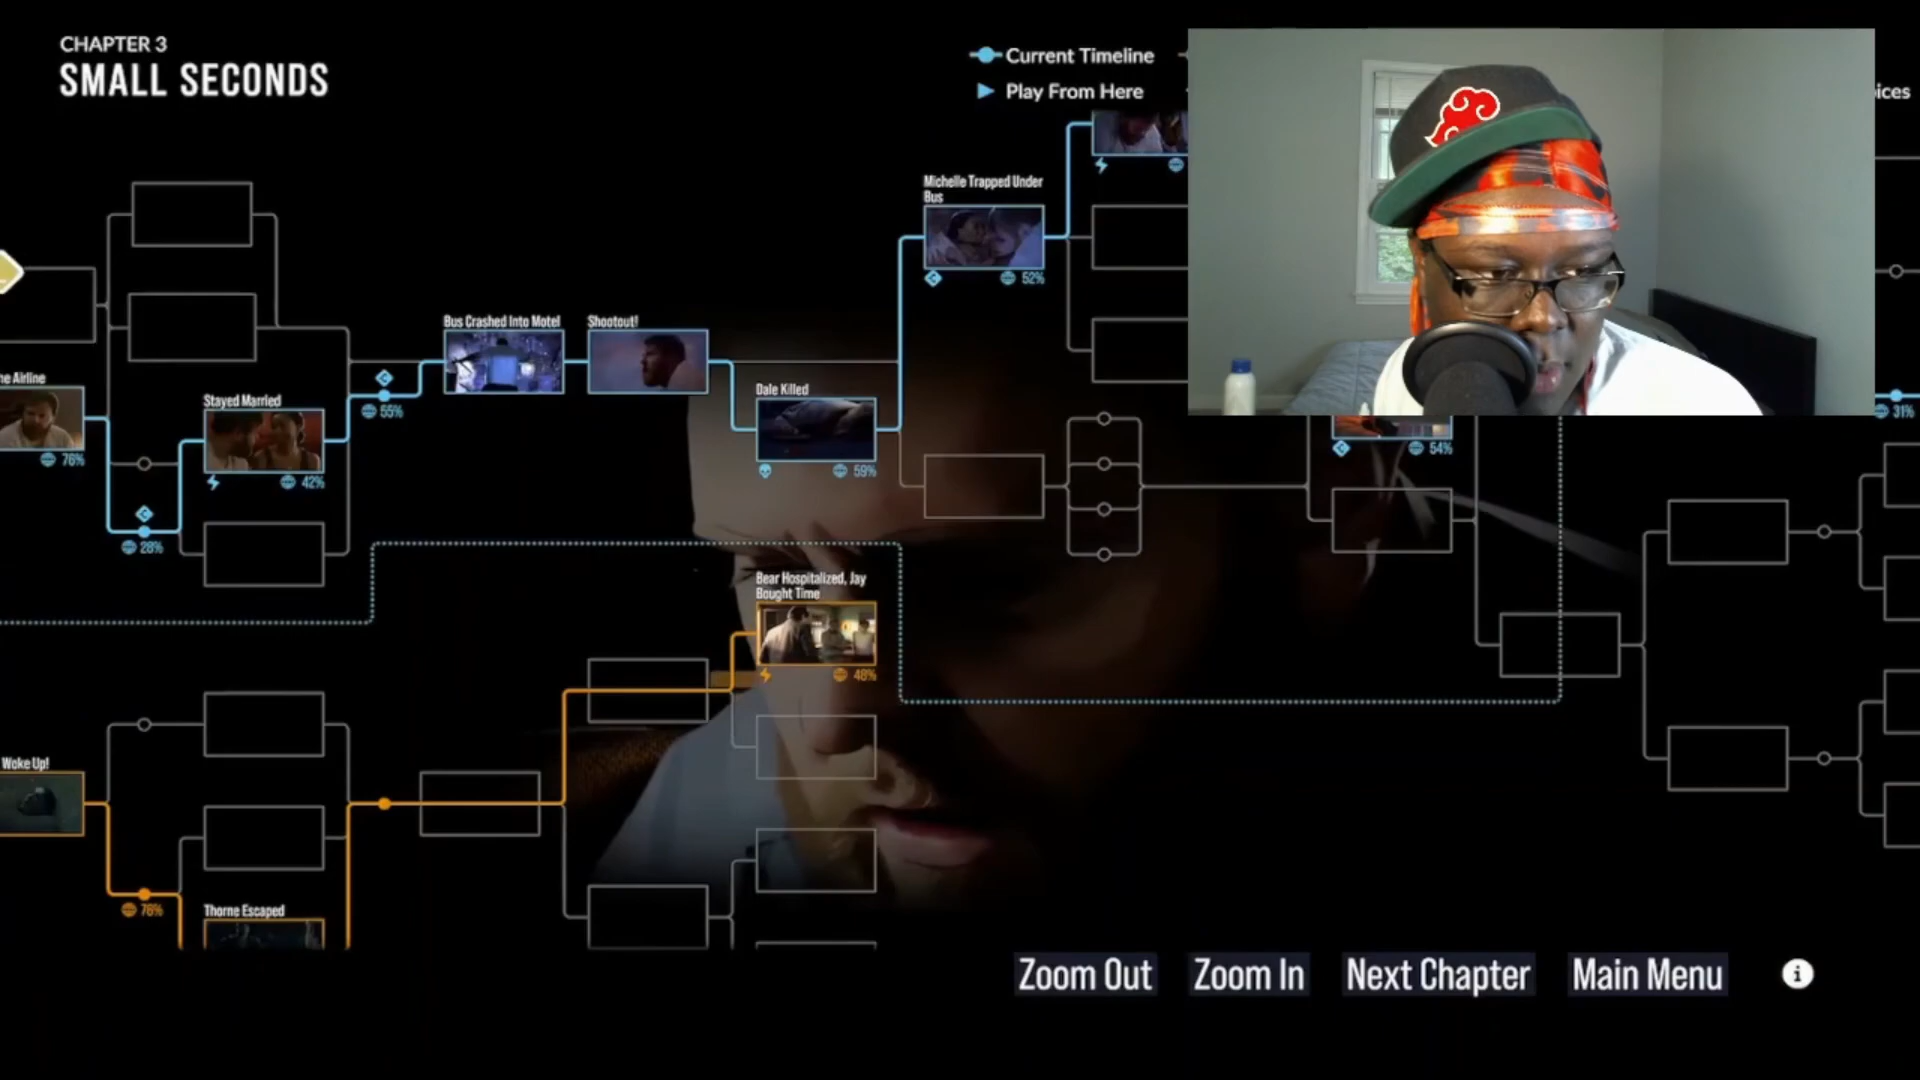 CHAPTER 3
SMALL SECONDS
Current Timeline
Play From Here
ices
Michelle Trapped Under
Bus
52%
Bus Crashed Into Motel
Shootout!
ne Airline
76%
Stayed Married
42%
55%
28%
Dale Killed
59%
54%
31%
Bear Hospitalized, Jay
Bought Time
48%
Woke Up!
76%
Thorne Escaped
Zoom Out
Zoom In
Next Chapter
Main Menu
i